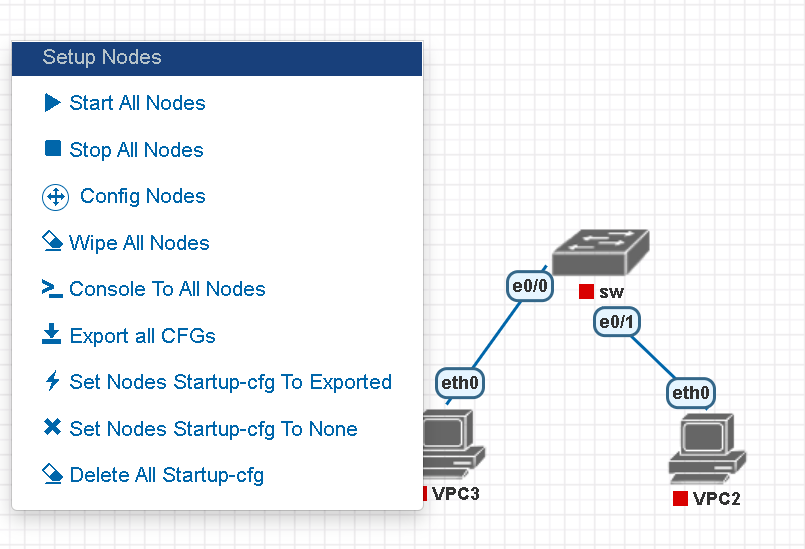 Setup Nodes
Start All Nodes
Stop All Nodes
Config Nodes
Wipe All Nodes
Console To All Nodes
Export all CFGs
Set Nodes Startup-cfg To Exported
Set Nodes Startup-cfg To None
Delete All Startup-cfg
e0/0
sw
e0/1
eth0
eth0
VPC3
VPC2